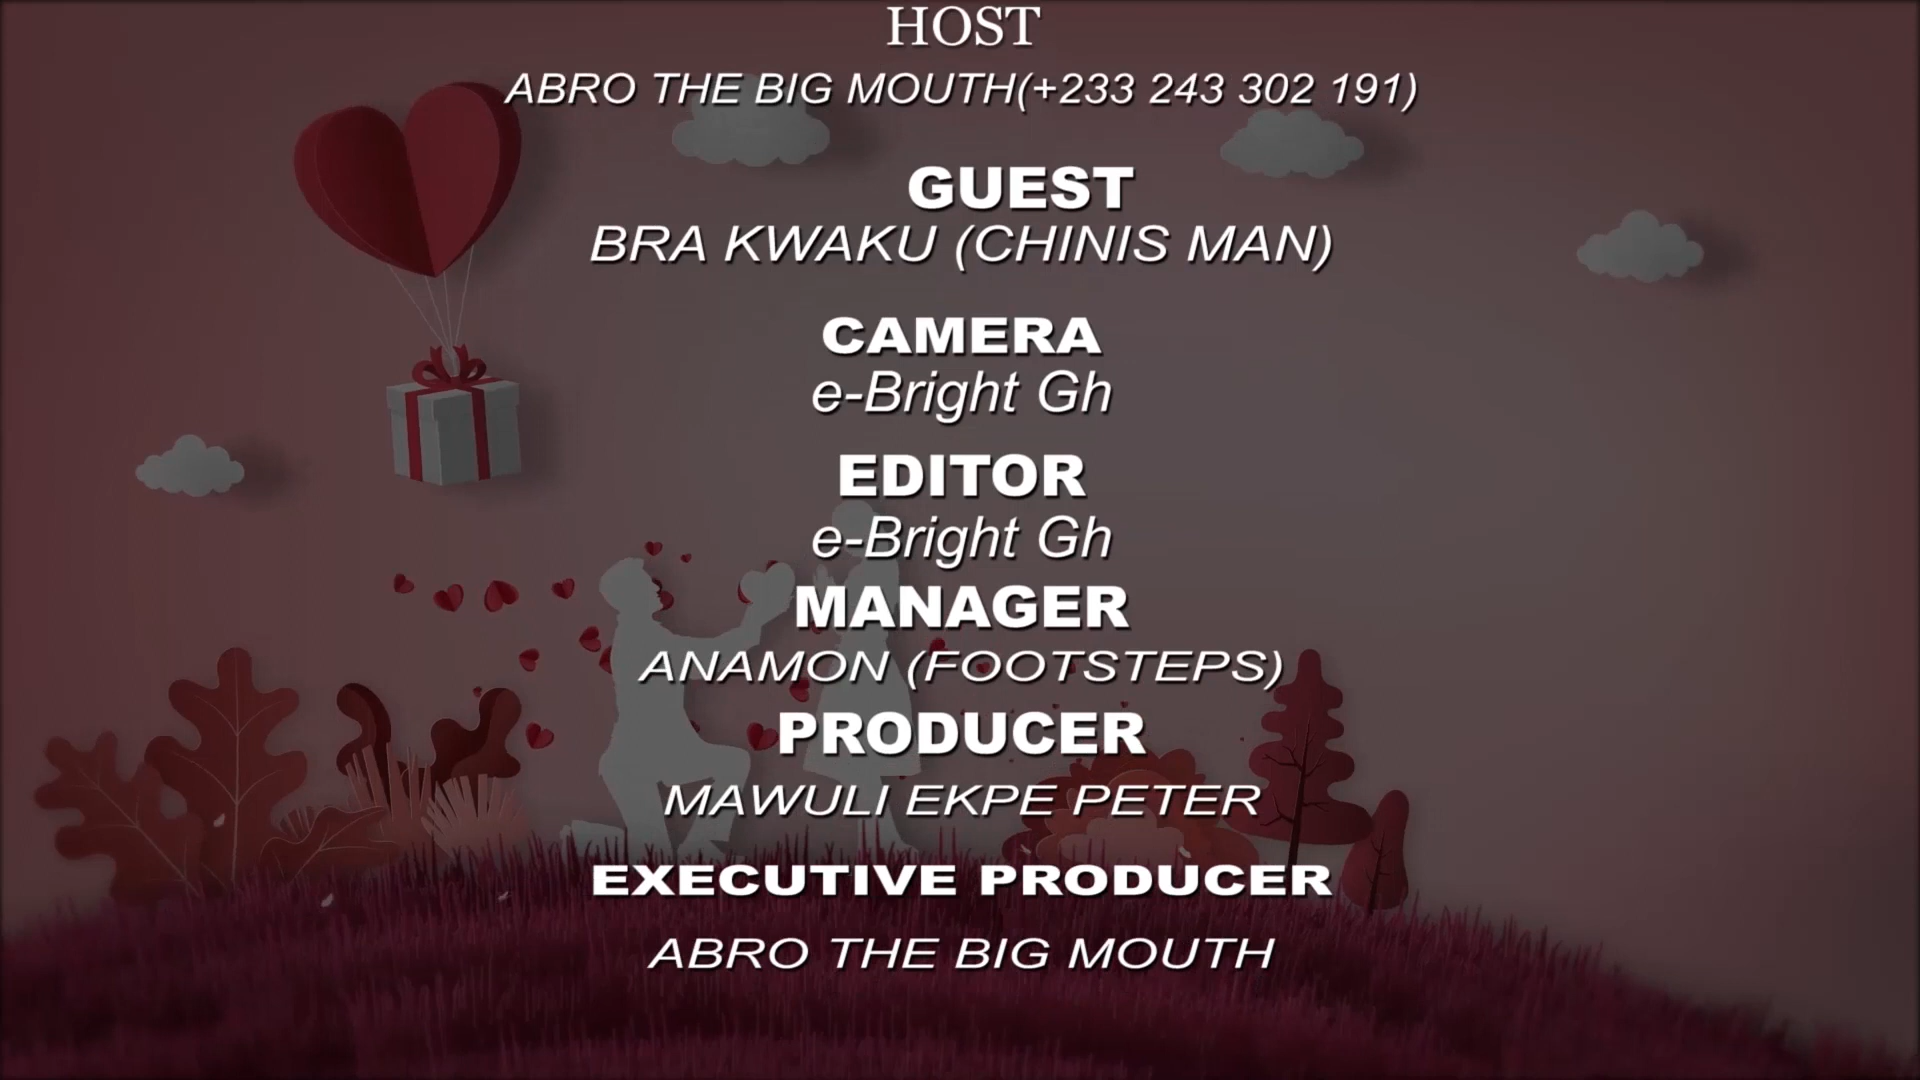 HOST
ABRO THE BIG MOUTH(+233 243 302 191)
GUEST
BRA KWAKU (CHINIS MAN)
CAMERA
e-Bright Gh
EDITOR
e-Bright Gh
MANAGER
ANAMON (FOOTSTEPS)
PRODUCER
MAWULI EKPE PETER
EXECUTIVE PRODUCER
ABRO THE BIG MOUTH